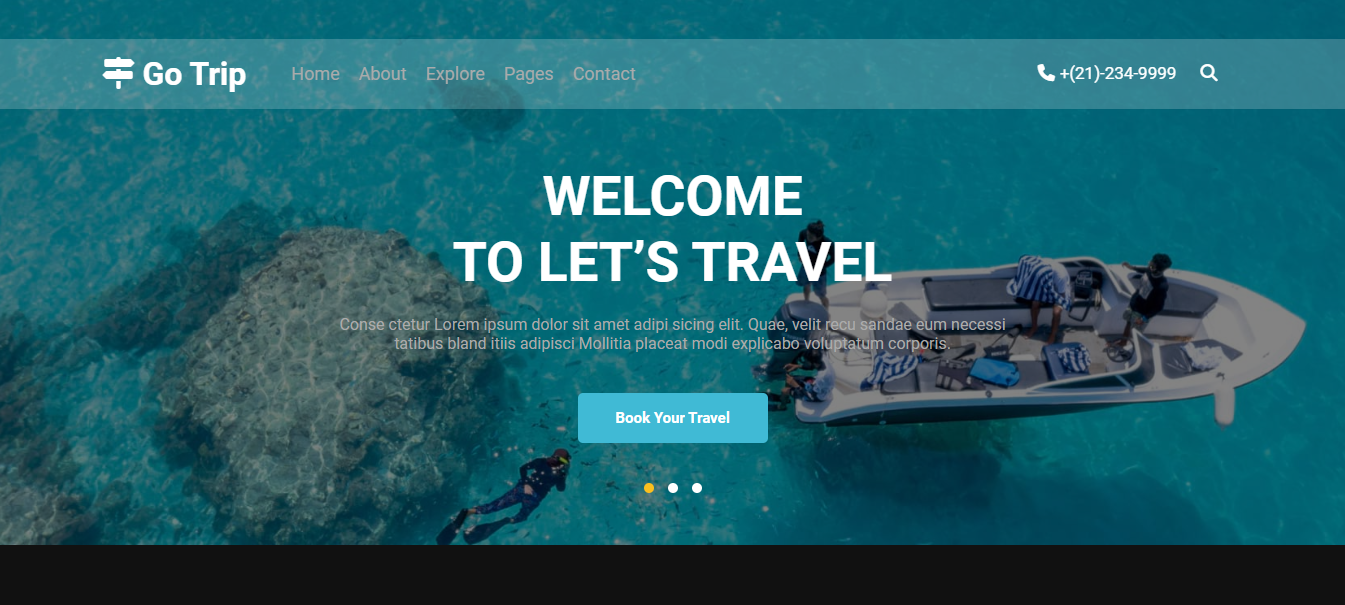 Go Trip
Home About Explore Pages Contact
+(21)-234-9999
WELCOME
TO LET’S TRAVEL
Conse ctetur Lorem ipsum dolor sit amet adipi sicing elit. Quae, velit recu sandae eum necessi
tatibus bland itiis adipisci Mollitia placeat modi explicabo voluptatum corporis.
Book Your Travel